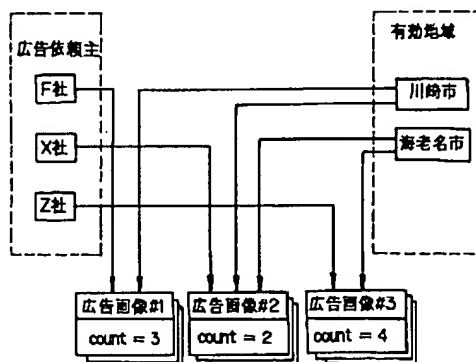 広告依頼主
F社
X社
Z社
有効地域
川崎市
海老名市
広告画像#1
count = 3
広告画像#2
count = 2
広告画像#3
count = 4